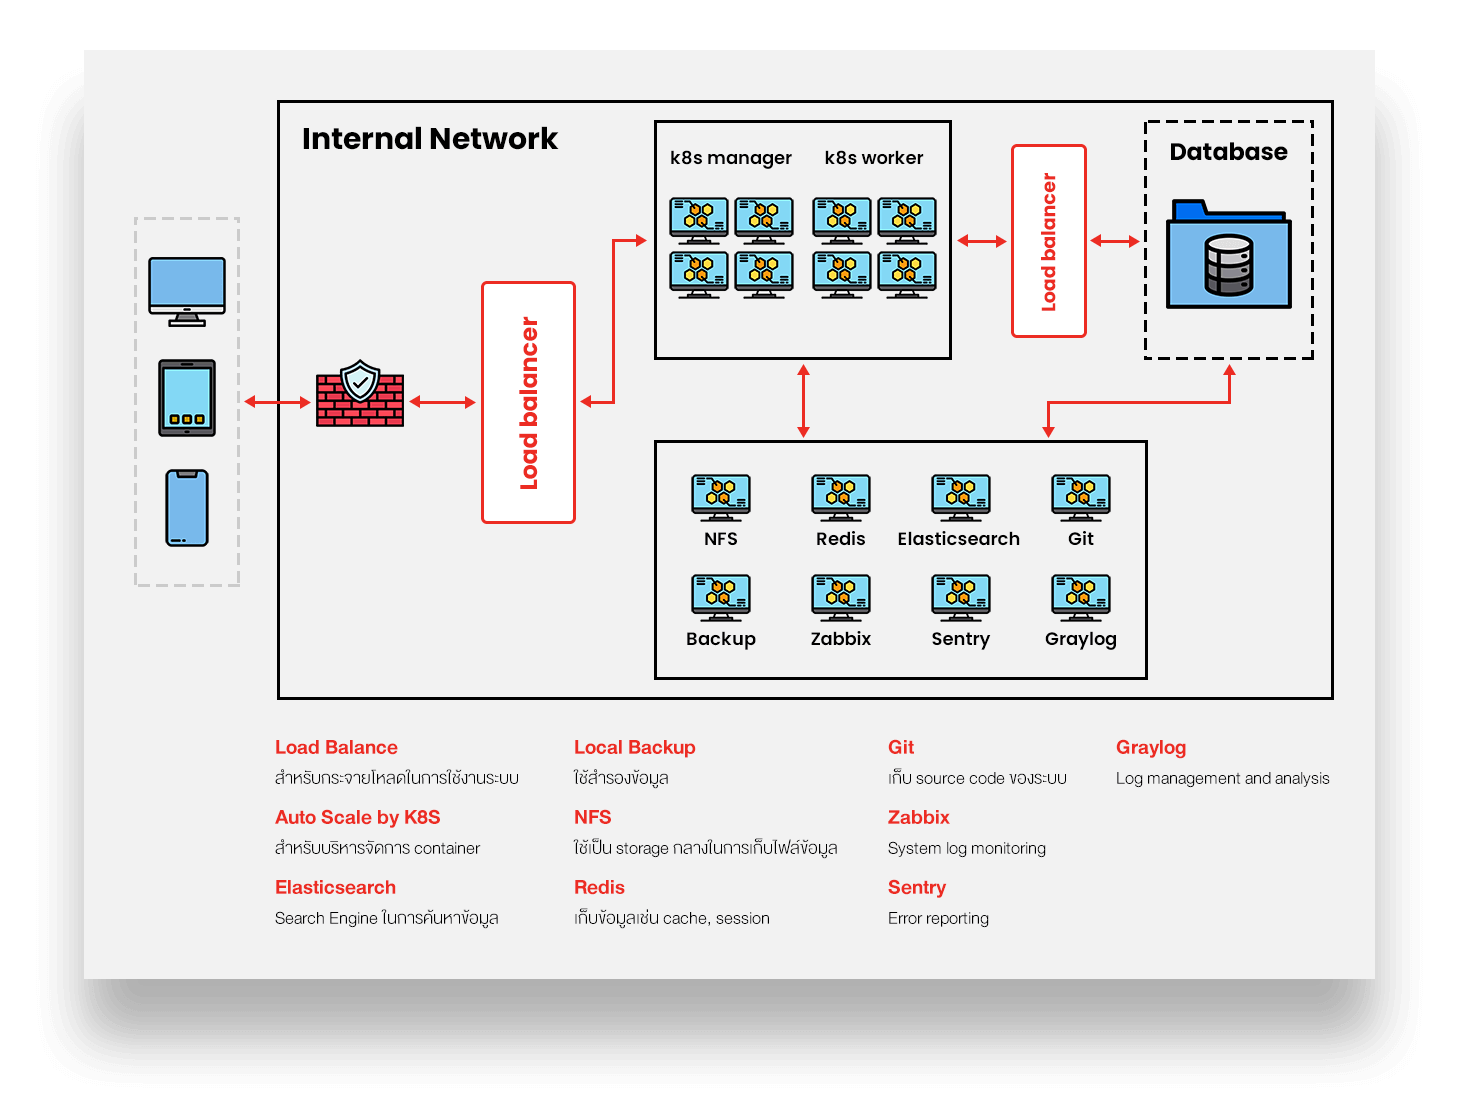 Internal Network
k8s manager
k8s worker
Load balancer
Database
Load balancer
NFS
Redis
Elasticsearch
Git
Backup
Zabbix
Sentry
Graylog
Load Balance
สำหรับกระจายโหลดในการใช้งานระบบ
Auto Scale by K8S
สำหรับบริหารจัดการ container
Elasticsearch
Search Engine ในการค้นหาข้อมูล
Local Backup
ใช้สำรองข้อมูล
NFS
ใช้เป็น storage กลางในการเก็บไฟล์ข้อมูล
Redis
เก็บข้อมูลเช่น cache, session
Git
เก็บ source code ของระบบ
Zabbix
System log monitoring
Sentry
Error reporting
Graylog
Log management and analysis